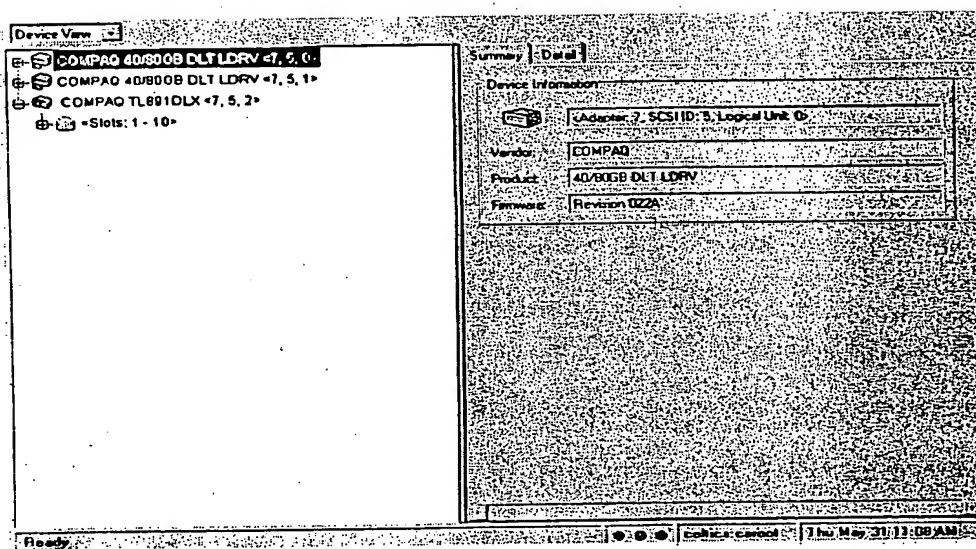 Device View
COMPAQ 40/80GB DLT LDRV <7, 5, 0>
COMPAQ 40/80GB DLT LDRV <7, 5, 1>
COMPAQ TL891DLX <7, 5, 2>
<Slots: 1 - 10>
Summary Detail
Device Information
<Adapter 7, SCSI ID: 5, Logical Unit: 0>
Vendor: COMPAQ
Product: 40/80GB DLT LDRV
Firmware: Revision 022A
Ready
Thu May 31 11:08 AM